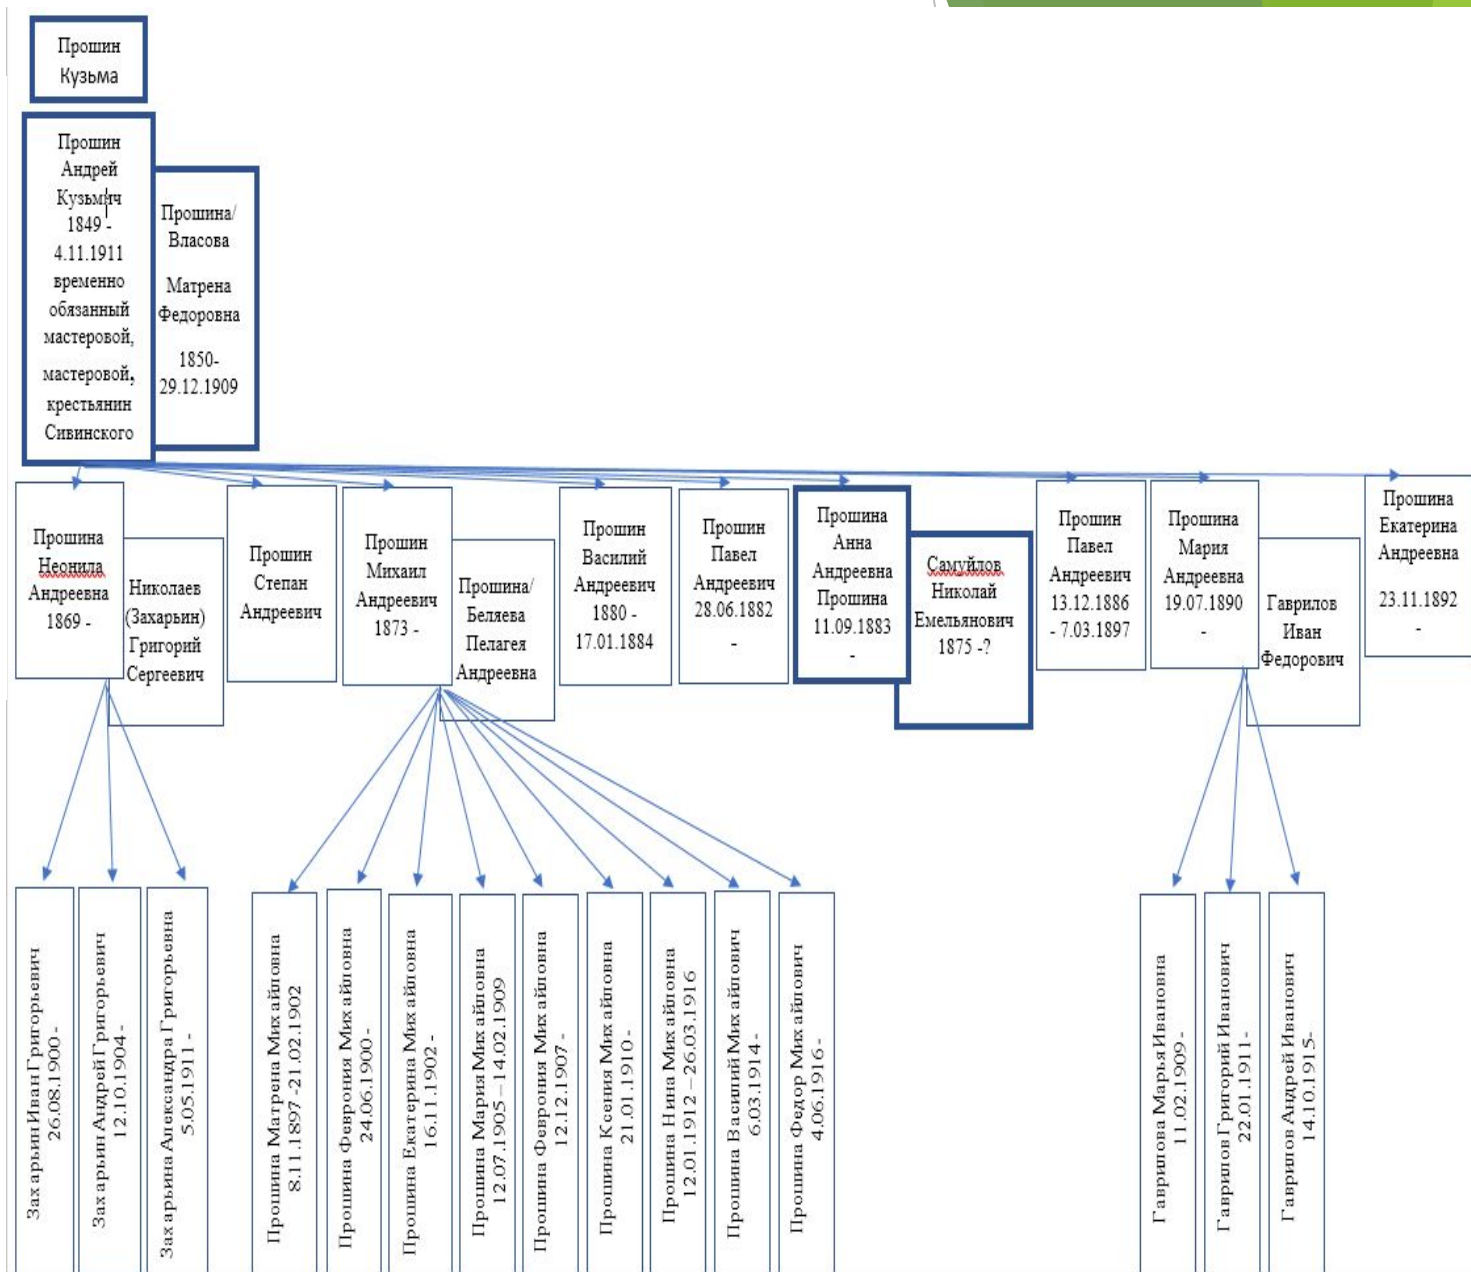 Прошин
Кузьма
Прошин
Андрей
Кузьмич
1849 -
4.11.1911
временно
обязанный
мастеровой,
мастеровой,
крестьянин
Сивинского
Прошина/
Власова
Матрена
Федоровна
1850-
29.12.1909
Прошина
Неонила
Андреевна
1869 -
Николаев
(Захарьин)
Григорий
Сергеевич
Прошин
Степан
Андреевич
Прошин
Михаил
Андреевич
1873 -
Прошина/
Беляева
Пелагея
Андреевна
Прошин
Василий
Андреевич
1880 -
17.01.1884
Прошин
Павел
Андреевич
28.06.1882
-
Прошина
Анна
Андреевна
Прошина
11.09.1883
-
Самуйлов
Николай
Емельянович
1875 -?
Прошин
Павел
Андреевич
13.12.1886
- 7.03.1897
Прошина
Мария
Андреевна
19.07.1890
-
Гаврилов
Иван
Федорович
Прошина
Екатерина
Андреевна
23.11.1892
-
Захарьин Иван Григорьевич
26.08.1900 -
Захарьин Андрей Григорьевич
12.10.1904 -
Захарьина Александра Григорьевна
5.05.1911-
Прошина Матрена Михайловна
8.11.1897 -21.02.1902
Прошина Феврония Михайловна
24.06.1900 -
Прошина Екатерина Михайловна
16.11.1902 -
Прошина Мария Михайловна
12.07.1905 – 14.02.1909
Прошина Феврония Михайловна
12.12.1907 -
Прошина Ксения Михайловна
21.01.1910-
Прошина Нина Михайловна
12.01.1912 – 26.03.1916
Прошина Василий Михайлович
6.03.1914 -
Прошина Федор Михайлович
4.06.1916 -
Гаврилова Марья Ивановна
11.02.1909 -
Гаврилов Григорий Иванович
22.01.1911-
Гаврилов Андрей Иванович
14.10.1915-